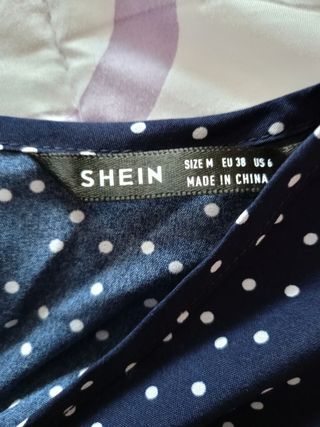 SHEIN
SIZE M EU 38 US 6
MADE IN CHINA